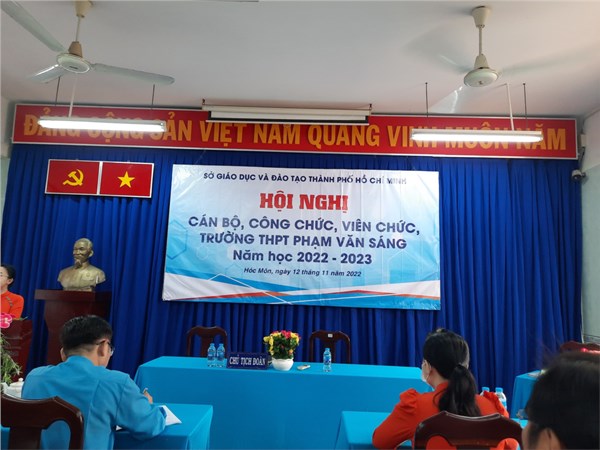 ĐẢNG CỘNG SẢN VIỆT NAM QUANG VINH MUÔN NĂM
SỞ GIÁO DỤC VÀ ĐÀO TẠO THÀNH PHỐ HỒ CHÍ MINH
HỘI NGHỊ
CÁN BỘ, CÔNG CHỨC, VIÊN CHỨC,
TRƯỜNG THPT PHẠM VĂN SÁNG
Năm học 2022 - 2023
Hóc Môn, ngày 12 tháng 11 năm 2022
CHỦ TỊCH ĐOÀN